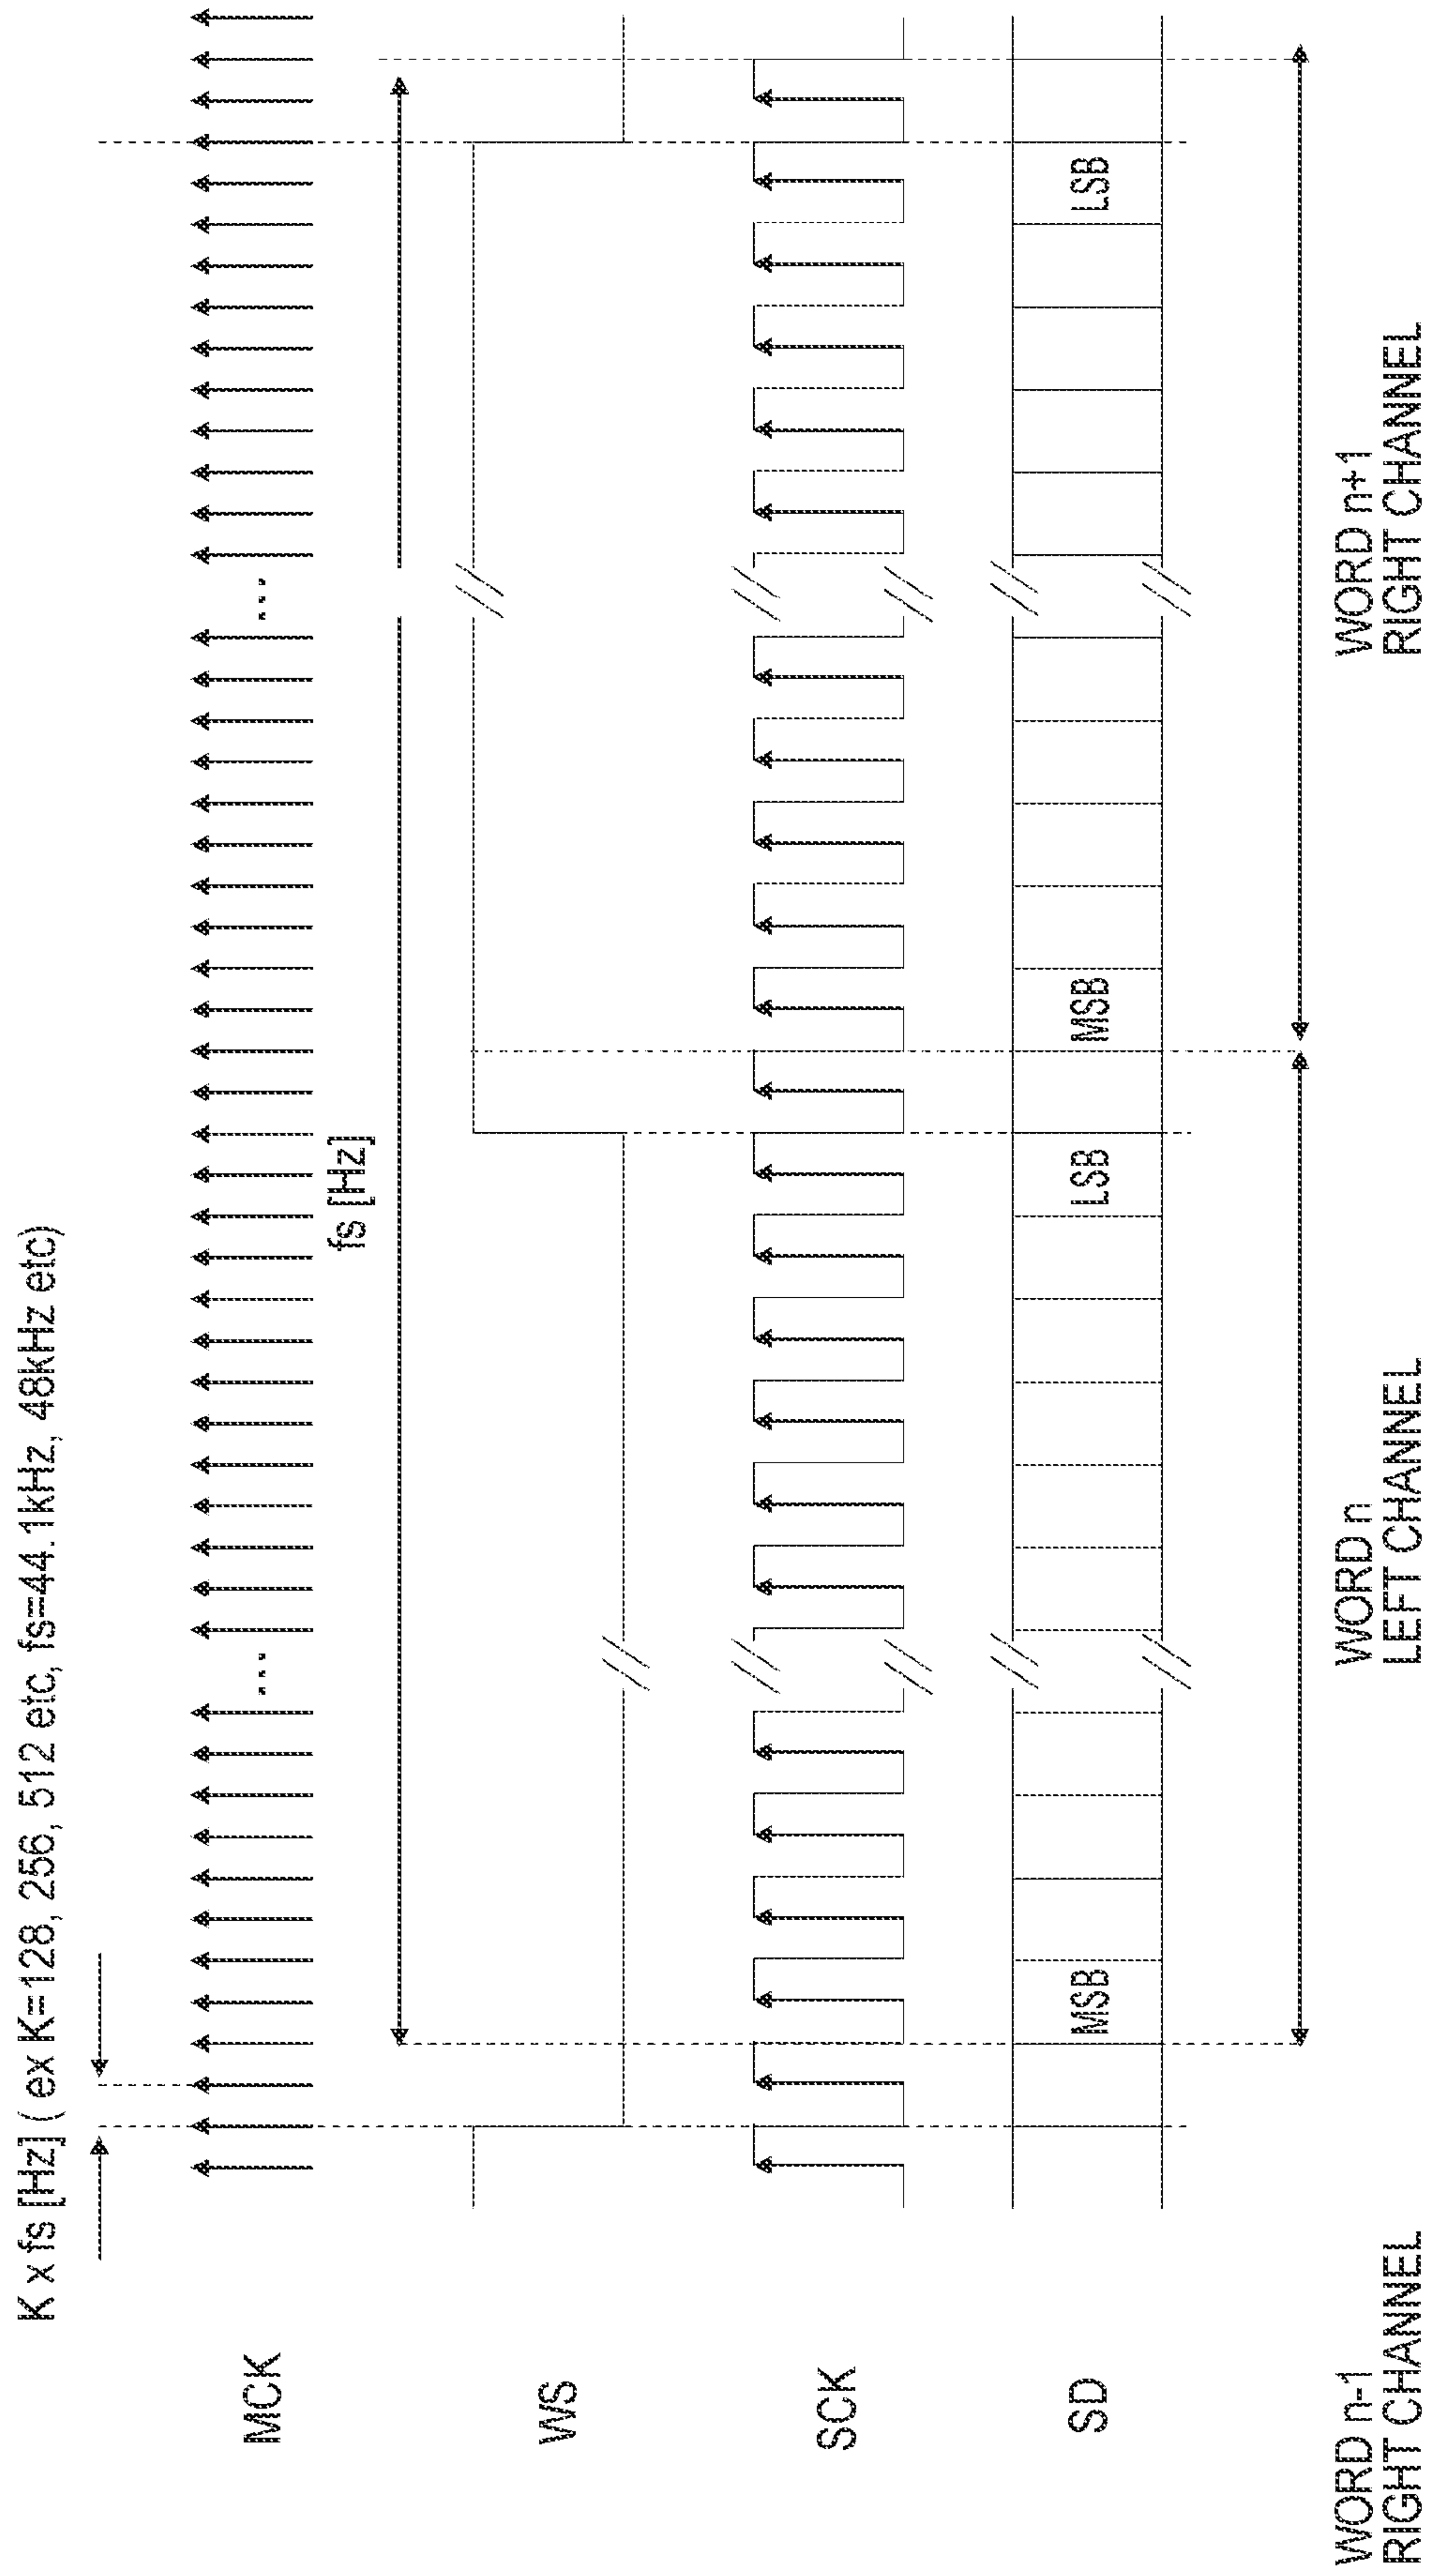 K x fs [Hz] ( ex K=128, 256, 512 etc, fs=44.1kHz, 48kHz etc)
MCK
...
...
fs [Hz]
WS
SCK
SD
MSB
LSB
MSB
LSB
WORD n-1
RIGHT CHANNEL
WORD n
LEFT CHANNEL
WORD n+1
RIGHT CHANNEL